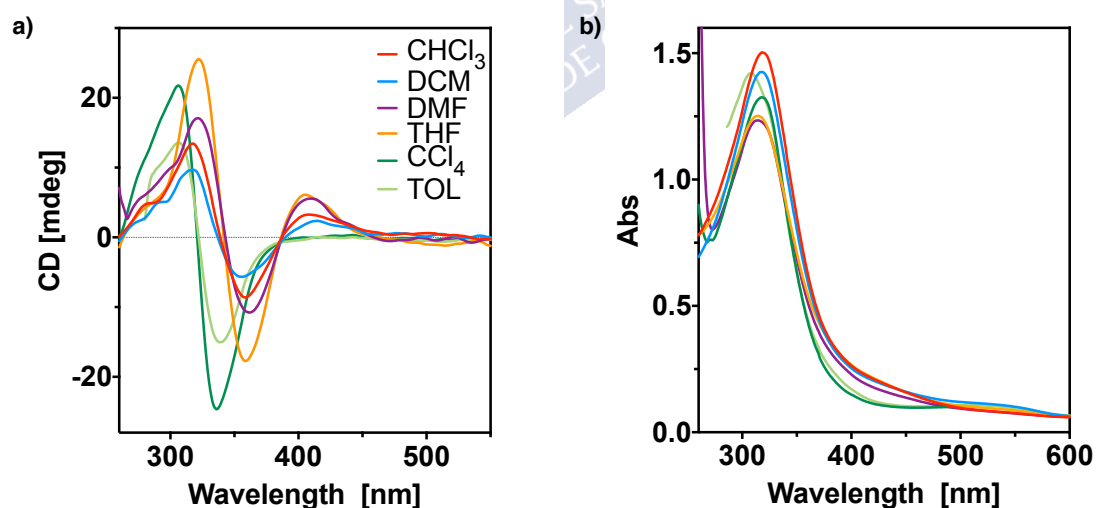 a)
CHCl3
DCM
DMF
THF
CCl4
TOL
20
0
-20
CD [mdeg]
300
400
500
Wavelength [nm]
b)
1.5
1.0
0.5
0.0
Abs
300
400
500
600
Wavelength [nm]